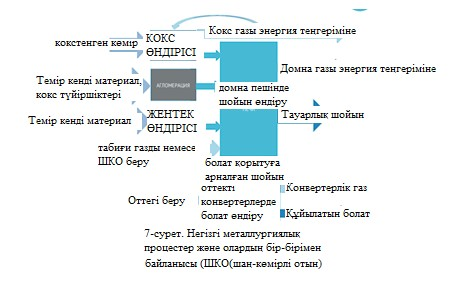 Кокс газы энергия теңгеріміне
кокстенген көмір
КОКС
ӨНДІРІСІ
Домна газы энергия теңгеріміне
Темір кенді материал,
кокс түйіршіктері
АГЛОМЕРАЦИЯ
домна пешінде
шойын өндіру
Темір кенді материал
ЖЕНТЕК
ӨНДІРІСІ
Тауарлық шойын
табиғи газды немесе
ШКО беру
болат қорытуға
арналған шойын
Оттегі беру
оттекті
конвертерлерде
болат өндіру
Конвертерлік газ
Құйылатын болат
7-сурет. Негізгі металлургиялық
процестер және олардың бір-бірімен
байланысы (ШКО(шан-көмірлі отын)